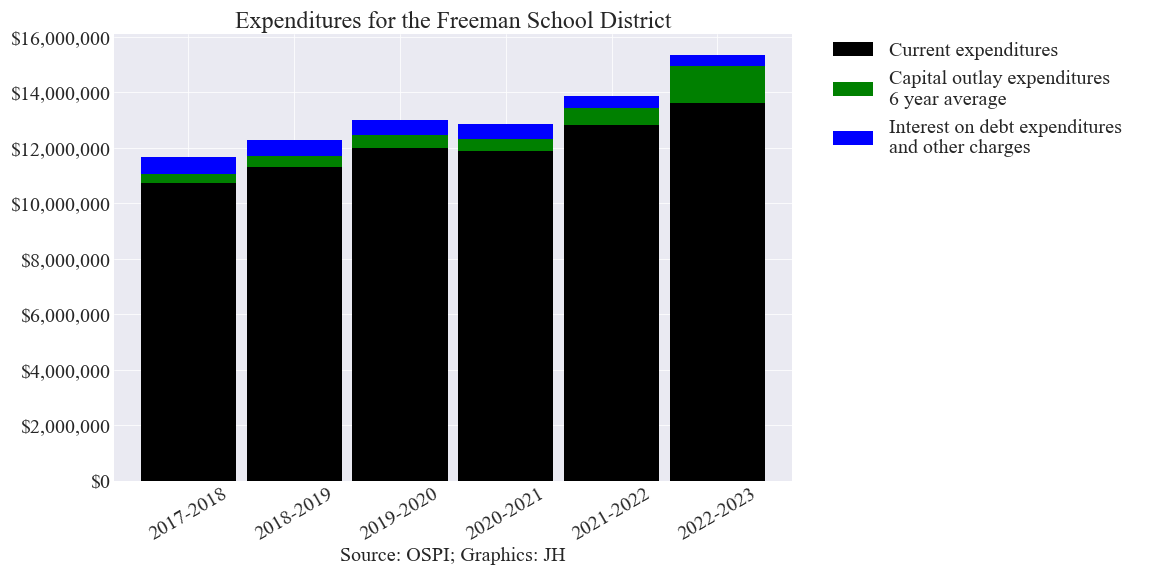 Expenditures for the Freeman School District
$16,000,000
$14,000,000
$12,000,000
$10,000,000
$8,000,000
$6,000,000
$4,000,000
$2,000,000
$0
2017-2018
2018-2019
2019-2020
2020-2021
2021-2022
2022-2023
Source: OSPI; Graphics: JH
Current expenditures
Capital outlay expenditures
6 year average
Interest on debt expenditures
and other charges